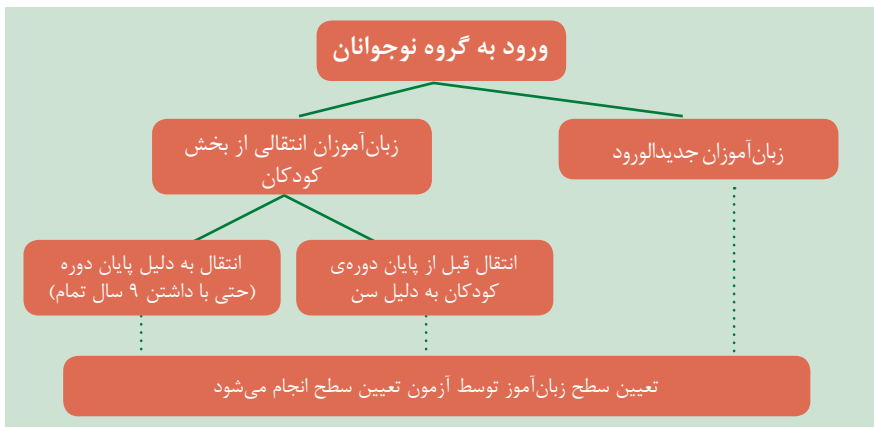 ورود به گروه نوجوانان
زبان‌آموزان جدیدالورود
زبان‌آموزان انتقالی از بخش
کودکان
انتقال قبل از پایان دوره‌ی
کودکان به دلیل سن
انتقال به دلیل پایان دوره
(حتی با داشتن ۹ سال تمام)
تعیین سطح زبان‌آموز توسط آزمون تعیین سطح انجام می‌شود